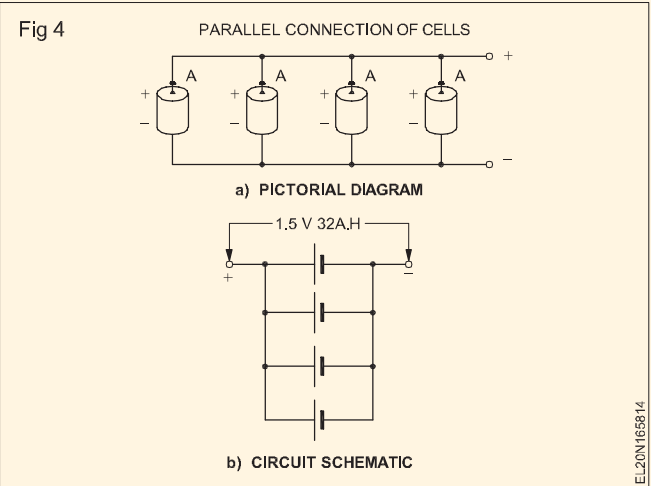 Fig 4
PARALLEL CONNECTION OF CELLS
+
A A A A
+ + + +
- - - -
-
a) PICTORIAL DIAGRAM
1.5 V 32A.H
+ -
b) CIRCUIT SCHEMATIC
EL20N165814